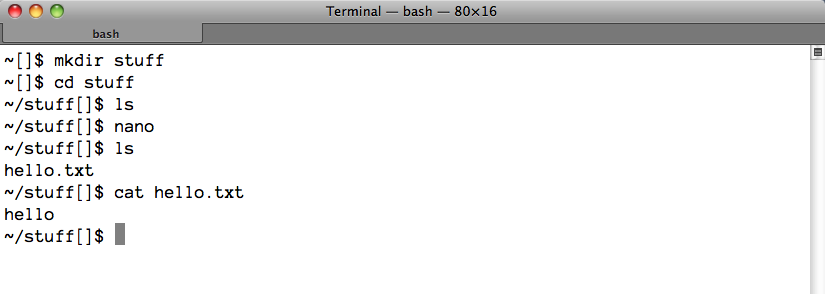 Terminal — bash — 80×16
bash
~[]$ mkdir stuff
~[]$ cd stuff
~/stuff[]$ ls
~/stuff[]$ nano
~/stuff[]$ ls
hello.txt
~/stuff[]$ cat hello.txt
hello
~/stuff[]$